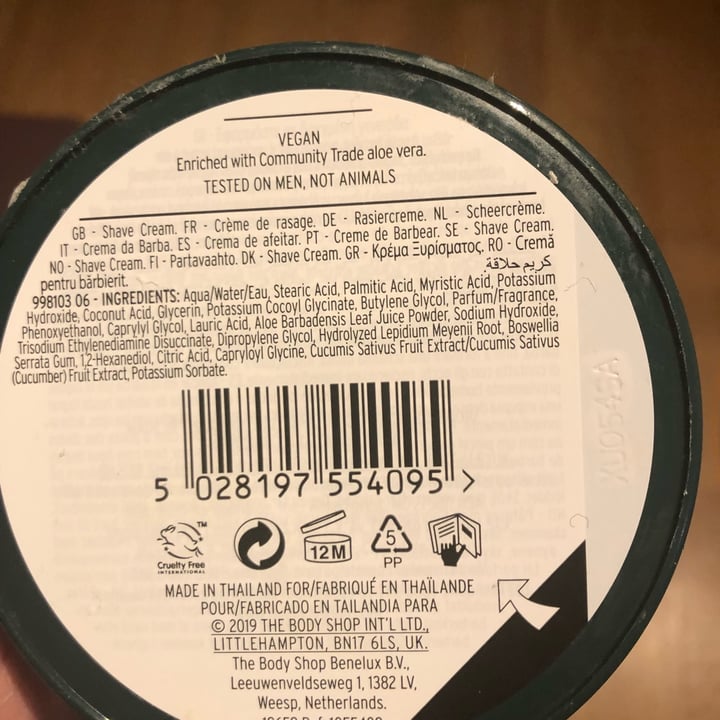 VEGAN
Enriched with Community Trade aloe vera.
TESTED ON MEN, NOT ANIMALS
GB - Shave Cream. FR - Crème de rasage. DE - Rasiercreme. NL - Scheercrème.
IT - Crema da Barba. ES - Crema de afeitar. PT - Creme de Barbear. SE - Shave Cream.
NO - Shave Cream. FI - Partavaahto. DK - Shave Cream. GR - Κρέμα Ξυρίσματος. RO - Cremă
pentru bărbierit. كريم حلاقة
998103 06 - INGREDIENTS: Aqua/Water/Eau, Stearic Acid, Palmitic Acid, Myristic Acid, Potassium
Hydroxide, Coconut Acid, Glycerin, Potassium Cocoyl Glycinate, Butylene Glycol, Parfum/Fragrance,
Phenoxyethanol, Caprylyl Glycol, Lauric Acid, Aloe Barbadensis Leaf Juice Powder, Sodium Hydroxide,
Trisodium Ethylenediamine Disuccinate, Dipropylene Glycol, Hydrolyzed Lepidium Meyenii Root, Boswellia
Serrata Gum, 1,2-Hexanediol, Citric Acid, Capryloyl Glycine, Cucumis Sativus Fruit Extract/Cucumis Sativus
(Cucumber) Fruit Extract, Potassium Sorbate.
5 028197 554095 >
TM
Cruelty Free
INTERNATIONAL
12M
5
PP
MADE IN THAILAND FOR/FABRIQUÉ EN THAÏLANDE
POUR/FABRICADO EN TAILANDIA PARA
© 2019 THE BODY SHOP INT'L LTD.,
LITTLEHAMPTON, BN17 6LS, UK.
The Body Shop Benelux B.V.,
Leeuwenveldseweg 1, 1382 LV,
Weesp, Netherlands.